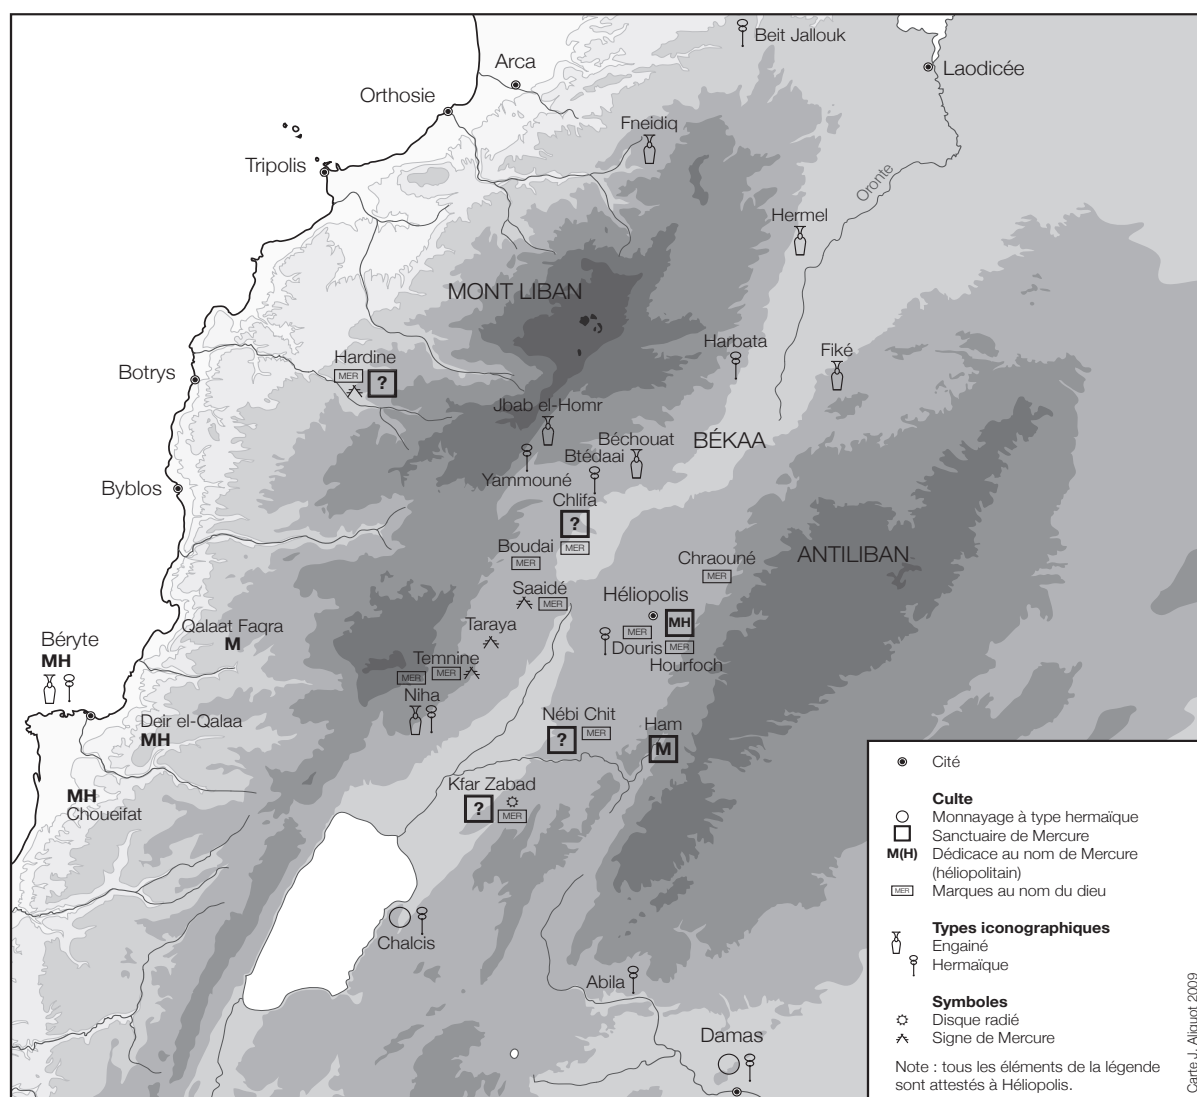 Beit Jallouk
Arca
Laodicée
Orthosie
Fneidiq
Tripolis
Oronte
Hermel
MONT LIBAN
Harbata
Fiké
Hardine
MER
?
Botrys
Jbab el-Homr
BÉKAA
Béchouat
Btédaai
Yammouné
Byblos
Chlifa
?
MER
Boudai
MER
ANTILIBAN
Chraouné
MER
Saaidé
MER
Héliopolis
MH
Qalaat Faqra
M
Taraya
MER
Douris
MER
Hourfoch
Béryte
MH
Temnine
MER
MER
Niha
Deir el-Qalaa
MH
Nébi Chit
?
MER
Ham
M
MH
Choueifat
Kfar Zabad
?
MER
Chalcis
Abila
Damas
Cité
Culte
Monnayage à type hermaïque
Sanctuaire de Mercure
M(H) Dédicace au nom de Mercure
(héliopolitain)
MER Marques au nom du dieu
Types iconographiques
Engainé
Hermaïque
Symboles
Disque radié
Signe de Mercure
Note : tous les éléments de la légende
sont attestés à Héliopolis.
Carte J. Aliquot 2009